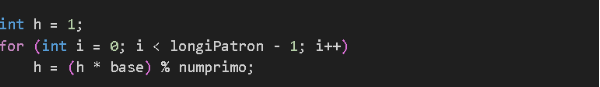 int h = 1;
for (int i = 0; i < longiPatron - 1; i++)
    h = (h * base) % numprimo;